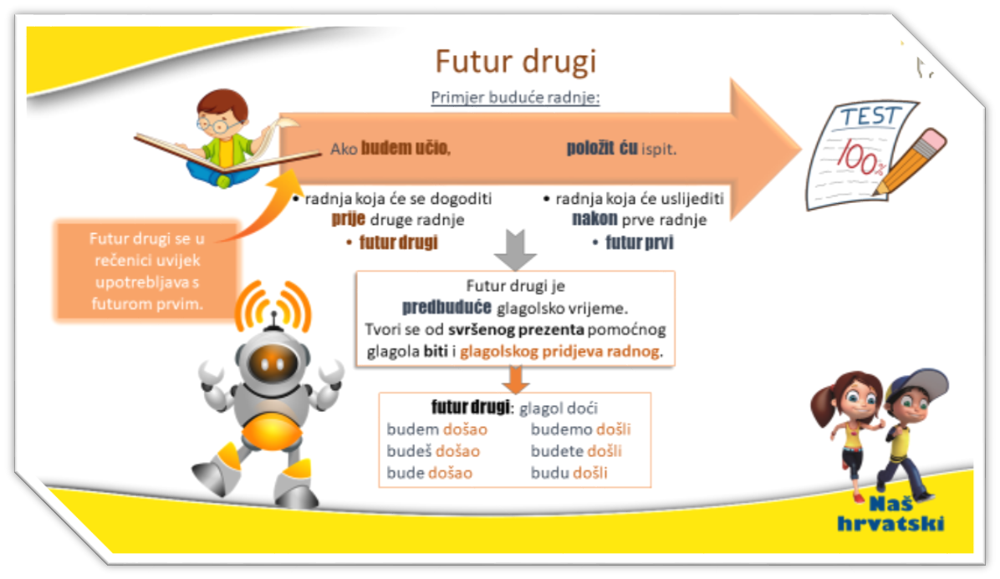 Futur drugi
Primjer buduće radnje:
Ako budem učio,
položit ću ispit.
TEST
100%
• radnja koja će se dogoditi
prije druge radnje
• futur drugi
• radnja koja će uslijediti
nakon prve radnje
• futur prvi
Futur drugi se u
rečenici uvijek
upotrebljava s
futurom prvim.
Futur drugi je
predbuduće glagolsko vrijeme.
Tvori se od svršenog prezenta pomoćnog
glagola biti i glagolskog pridjeva radnog.
futur drugi: glagol doći
budem došao
budeš došao
bude došao
budemo došli
budete došli
budu došli
Naš
hrvatski